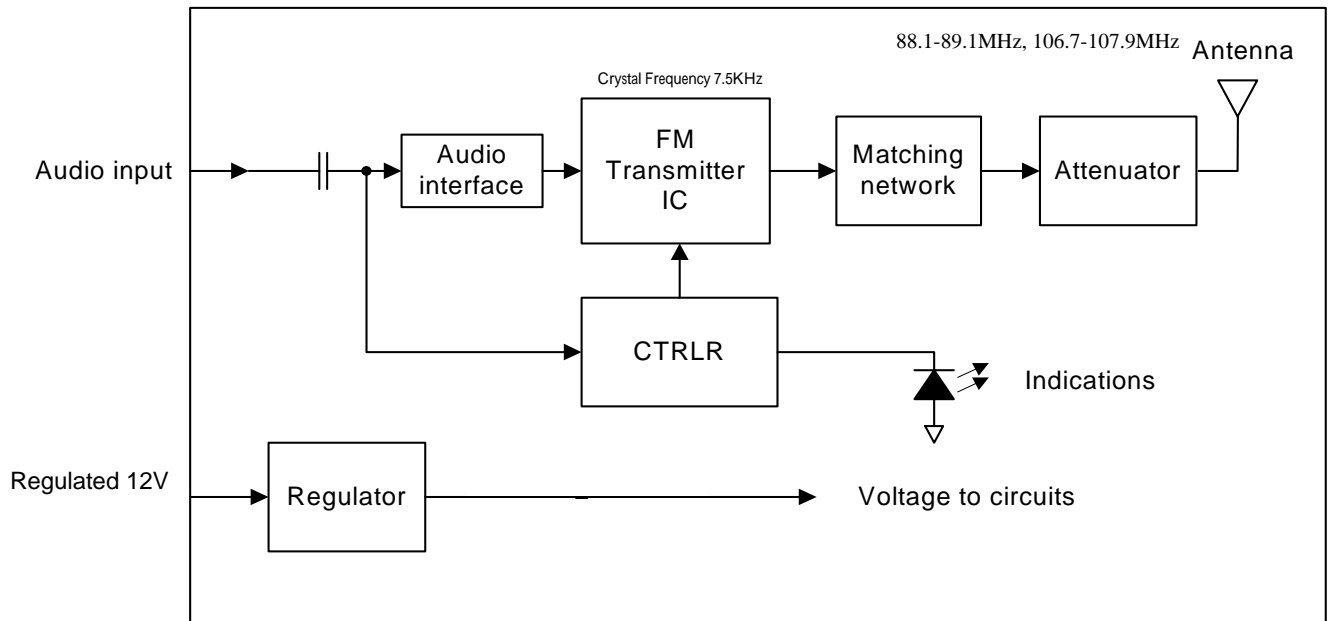 88.1-89.1MHz, 106.7-107.9MHz
Antenna
Crystal Frequency 7.5KHz
Audio input
Audio
interface
FM
Transmitter
IC
Matching
network
Attenuator
CTRLR
Indications
Regulated 12V
Regulator
Voltage to circuits